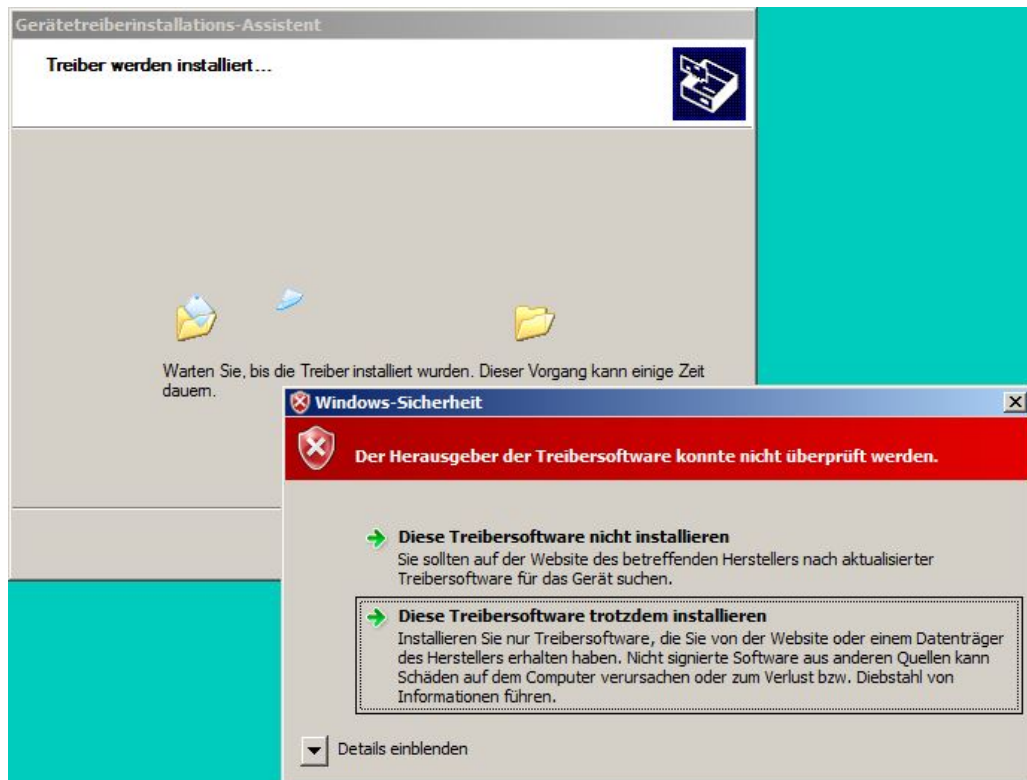 Gerätetreiberinstallations-Assistent
Treiber werden installiert...
Warten Sie, bis die Treiber installiert wurden. Dieser Vorgang kann einige Zeit
dauern.
Windows-Sicherheit
Der Herausgeber der Treibersoftware konnte nicht überprüft werden.
Diese Treibersoftware nicht installieren
Sie sollten auf der Website des betreffenden Herstellers nach aktualisierter
Treibersoftware für das Gerät suchen.
Diese Treibersoftware trotzdem installieren
Installieren Sie nur Treibersoftware, die Sie von der Website oder einem Datenträger
des Herstellers erhalten haben. Nicht signierte Software aus anderen Quellen kann
Schäden auf dem Computer verursachen oder zum Verlust bzw. Diebstahl von
Informationen führen.
Details einblenden